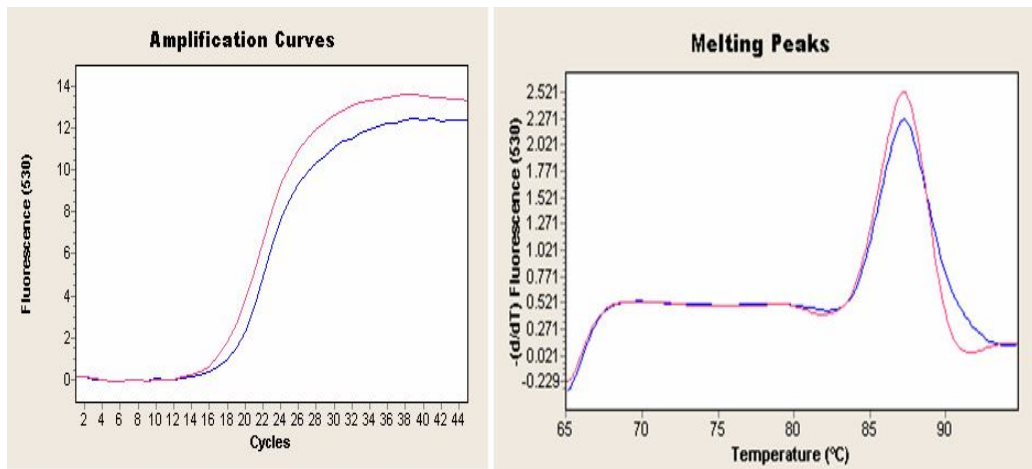 Amplification Curves
Fluorescence (530)
14
12
10
8
6
4
2
0
2 4 6 8 10 12 14 16 18 20 22 24 26 28 30 32 34 36 38 40 42 44
Cycles
Melting Peaks
-(d/dT) Fluorescence (530)
2.521
2.271
2.021
1.771
1.521
1.271
1.021
0.771
0.521
0.271
0.021
-0.229
65 70 75 80 85 90
Temperature (ºC)